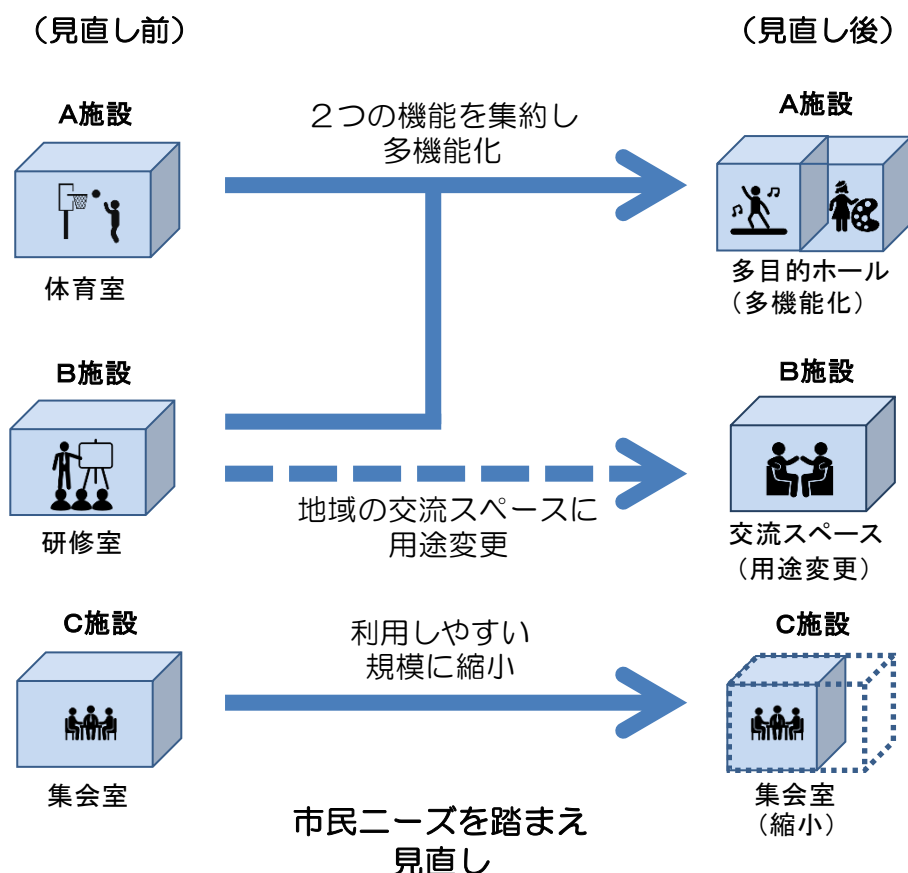 （見直し前）
（見直し後）
A施設
２つの機能を集約し
多機能化
A施設
体育室
多目的ホール
（多機能化）
B施設
B施設
研修室
地域の交流スペースに
用途変更
交流スペース
（用途変更）
C施設
利用しやすい
規模に縮小
C施設
集会室
集会室
（縮小）
市民ニーズを踏まえ
見直し